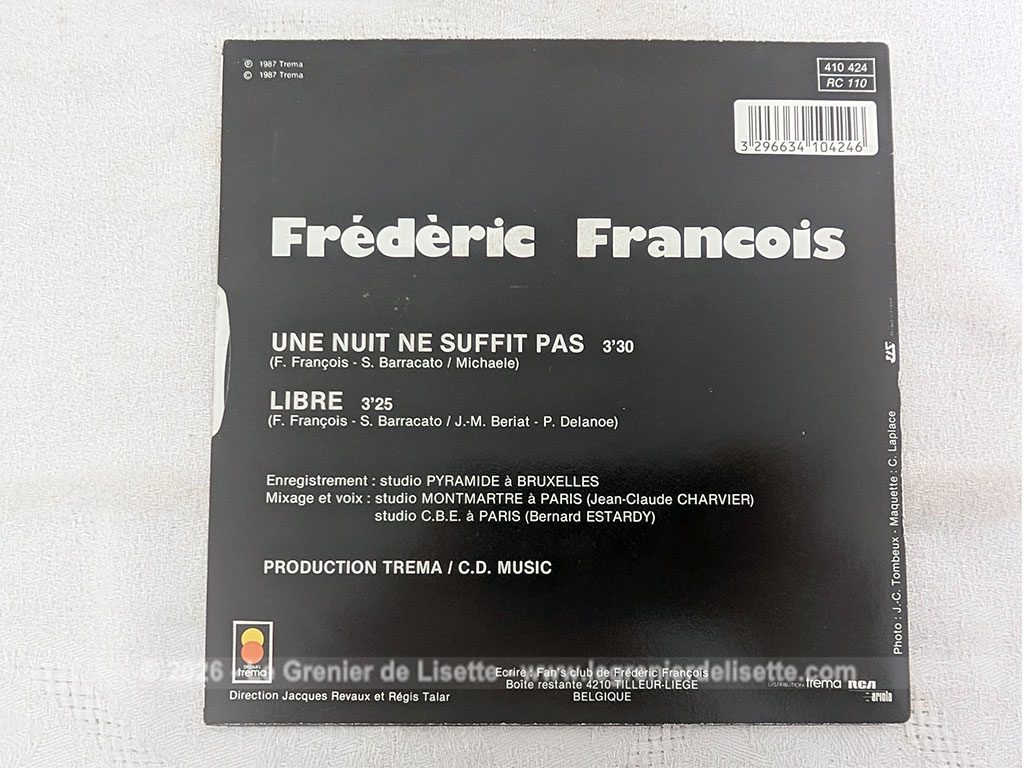 ℗ 1987 Trema
© 1987 Trema
410 424
RC 110
3 296634 104246
Frédèric Francois
UNE NUIT NE SUFFIT PAS 3'30
(F. François - S. Barracato / Michaele)
LIBRE 3'25
(F. François - S. Barracato / J.-M. Beriat - P. Delanoe)
Enregistrement : studio PYRAMIDE à BRUXELLES
Mixage et voix : studio MONTMARTRE à PARIS (Jean-Claude CHARVIER)
studio C.B.E. à PARIS (Bernard ESTARDY)
PRODUCTION TREMA / C.D. MUSIC
Photo : J.-C. Tombeux - Maquette : C. Laplace
DISQUES
trema
Direction Jacques Revaux et Régis Talar
Ecrire : Fan's club de Frédéric François
Boite restante 4210 TILLEUR-LIEGE
BELGIQUE
DISTRIBUTION trema RCA
ariola
Grenier de Lisette